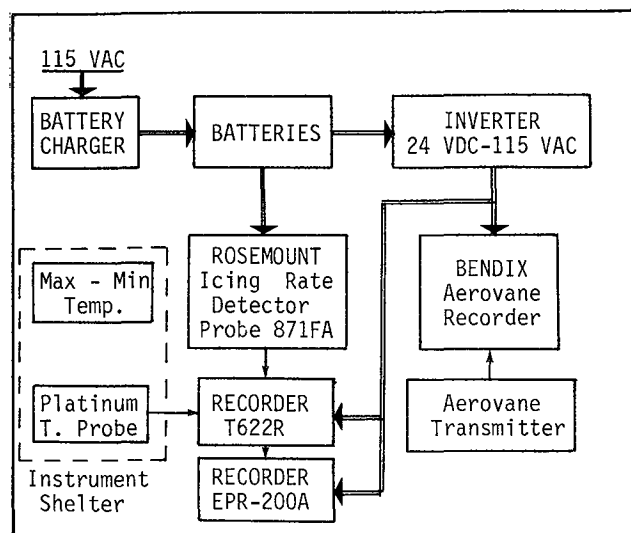 115 VAC
BATTERY
CHARGER
BATTERIES
INVERTER
24 VDC-115 VAC
ROSEMOUNT
Icing Rate
Detector
Probe 871FA
BENDIX
Aerovane
Recorder
Max - Min
Temp.
Platinum
T. Probe
RECORDER
T622R
Aerovane
Transmitter
Instrument
Shelter
RECORDER
EPR-200A